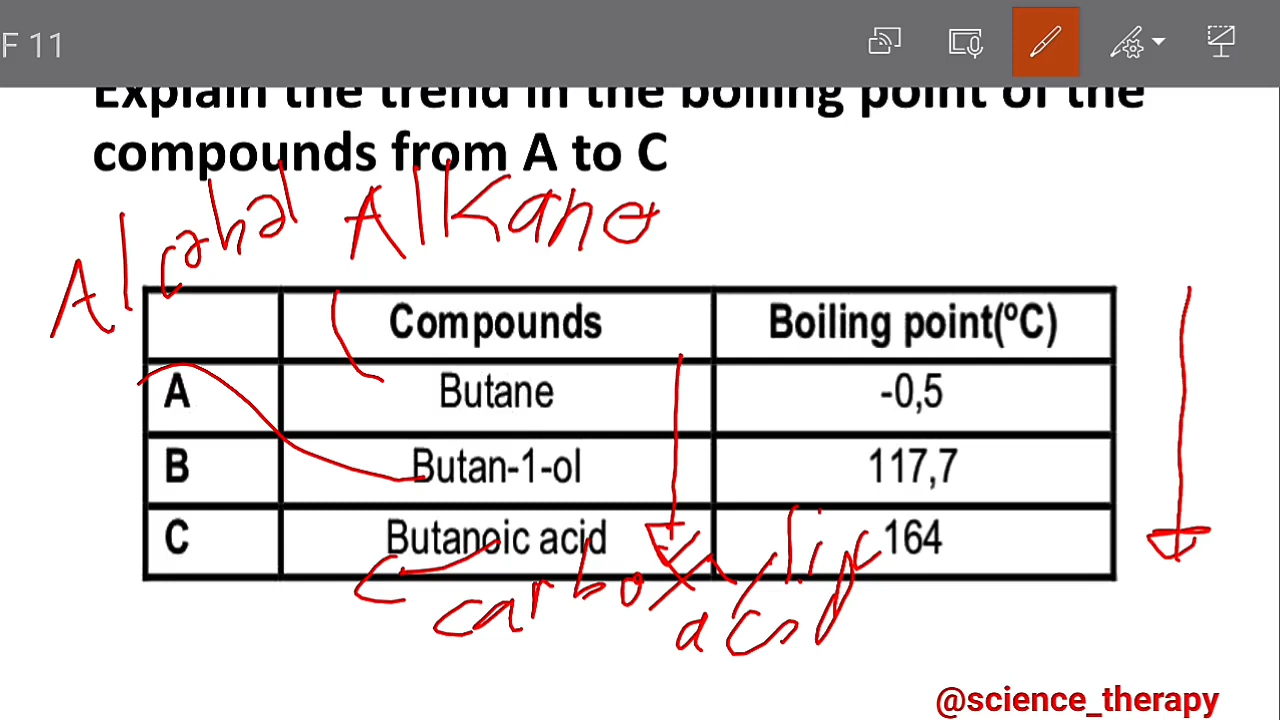 F 11
Explain the trend in the boiling point of the
compounds from A to C
Alcohol Alkane
Compounds Boiling point(ºC)
A Butane -0,5
B Butan-1-ol 117,7
C Butanoic acid 164
carboxylic
acid
@science_therapy